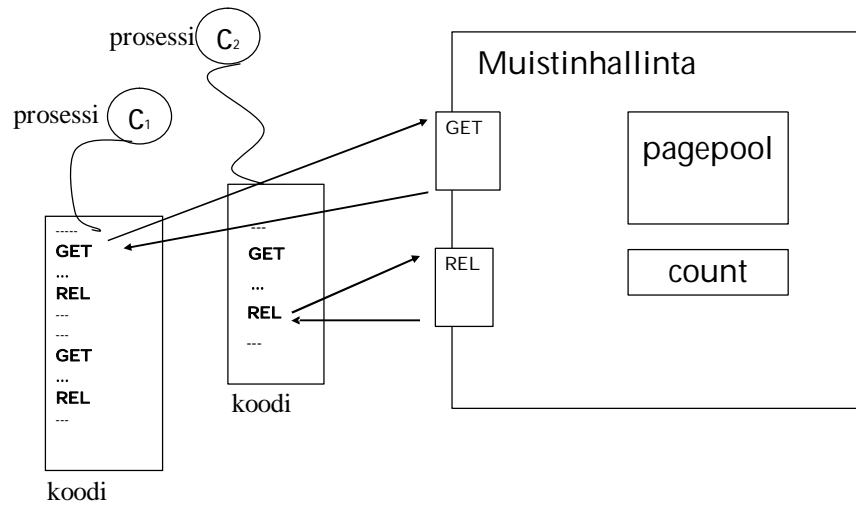 prosessi C₂
prosessi C₁
Muistinhallinta
GET
pagepool
REL
count
-----
GET
...
REL
---
---
GET
...
REL
---
koodi
---
GET
...
REL
---
koodi